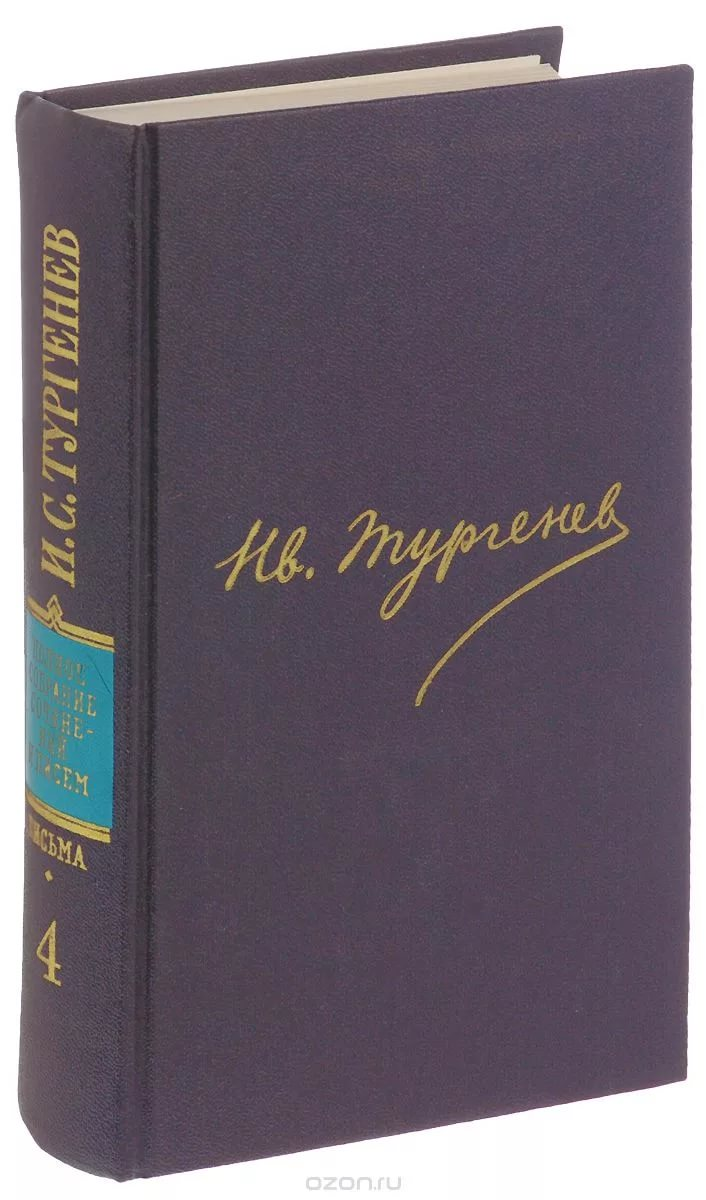 И.С. ТУРГЕНЕВ
ПОЛНОЕ
СОБРАНИЕ
СОЧИНЕ-
НИЙ
И ПИСЕМ
ПИСЬМА
4
Ив. Тургенев
ozon.ru